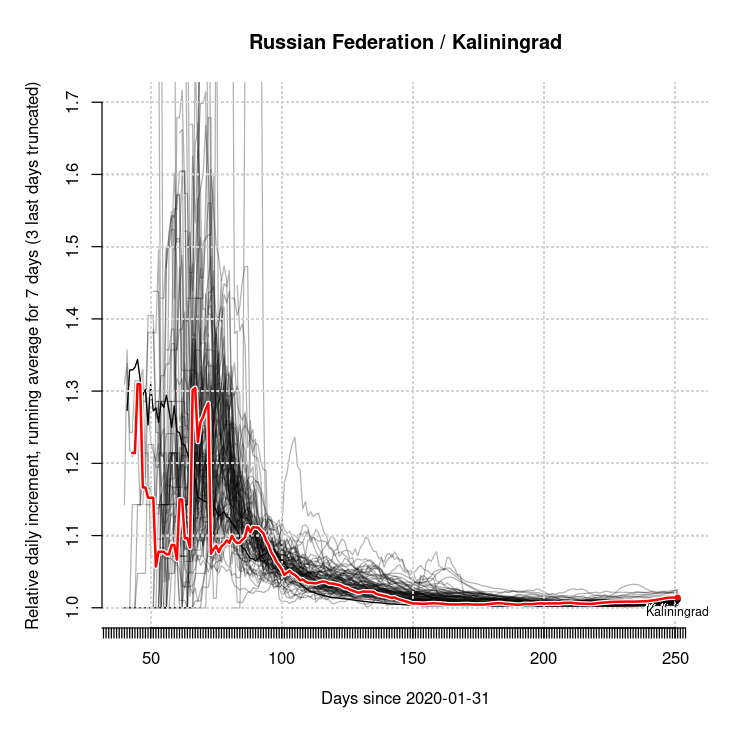 Russian Federation / Kaliningrad
Relative daily increment, running average for 7 days (3 last days truncated)
1.7
1.6
1.5
1.4
1.3
1.2
1.1
1.0
Kaliningrad
50 100 150 200 250
Days since 2020-01-31